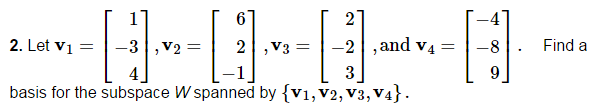 2. Let v₁ = [1 -3 4], v₂ = [6 2 -1], v₃ = [2 -2 3], and v₄ = [-4 -8 9]. Find a
basis for the subspace W spanned by {v₁, v₂, v₃, v₄}.